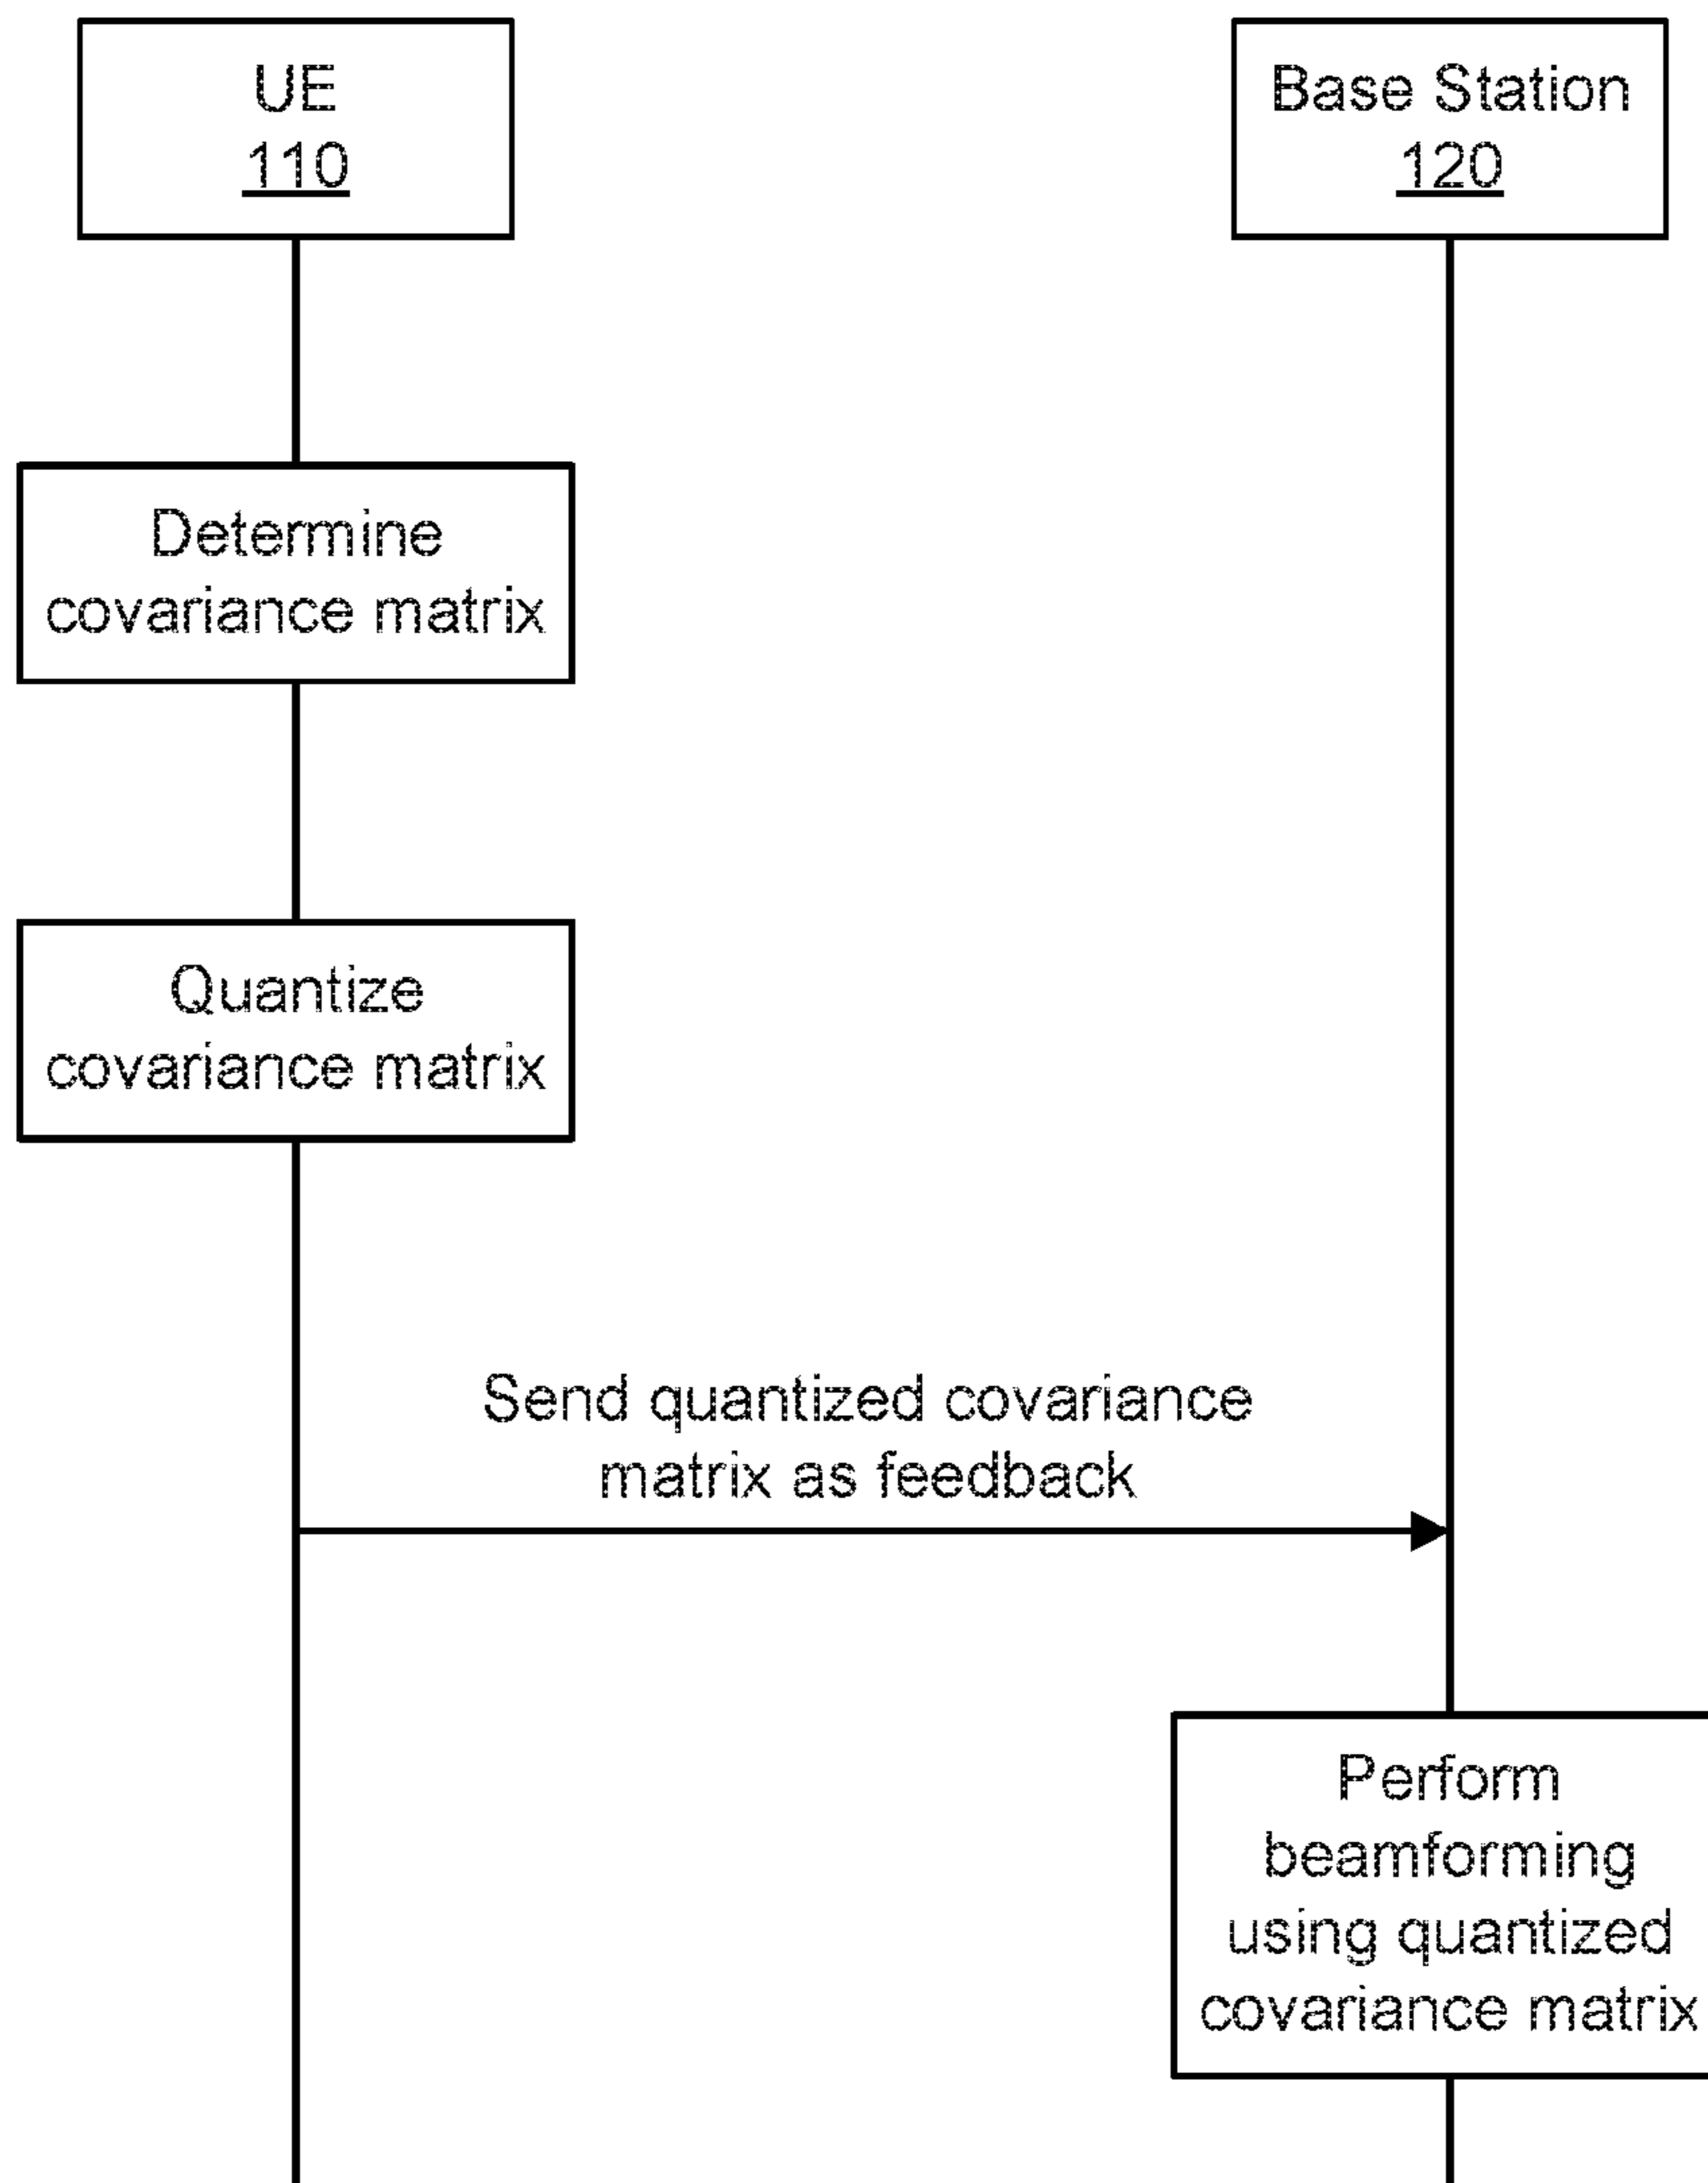 UE
110
Base Station
120
Determine
covariance matrix
Quantize
covariance matrix
Send quantized covariance
matrix as feedback
Perform
beamforming
using quantized
covariance matrix